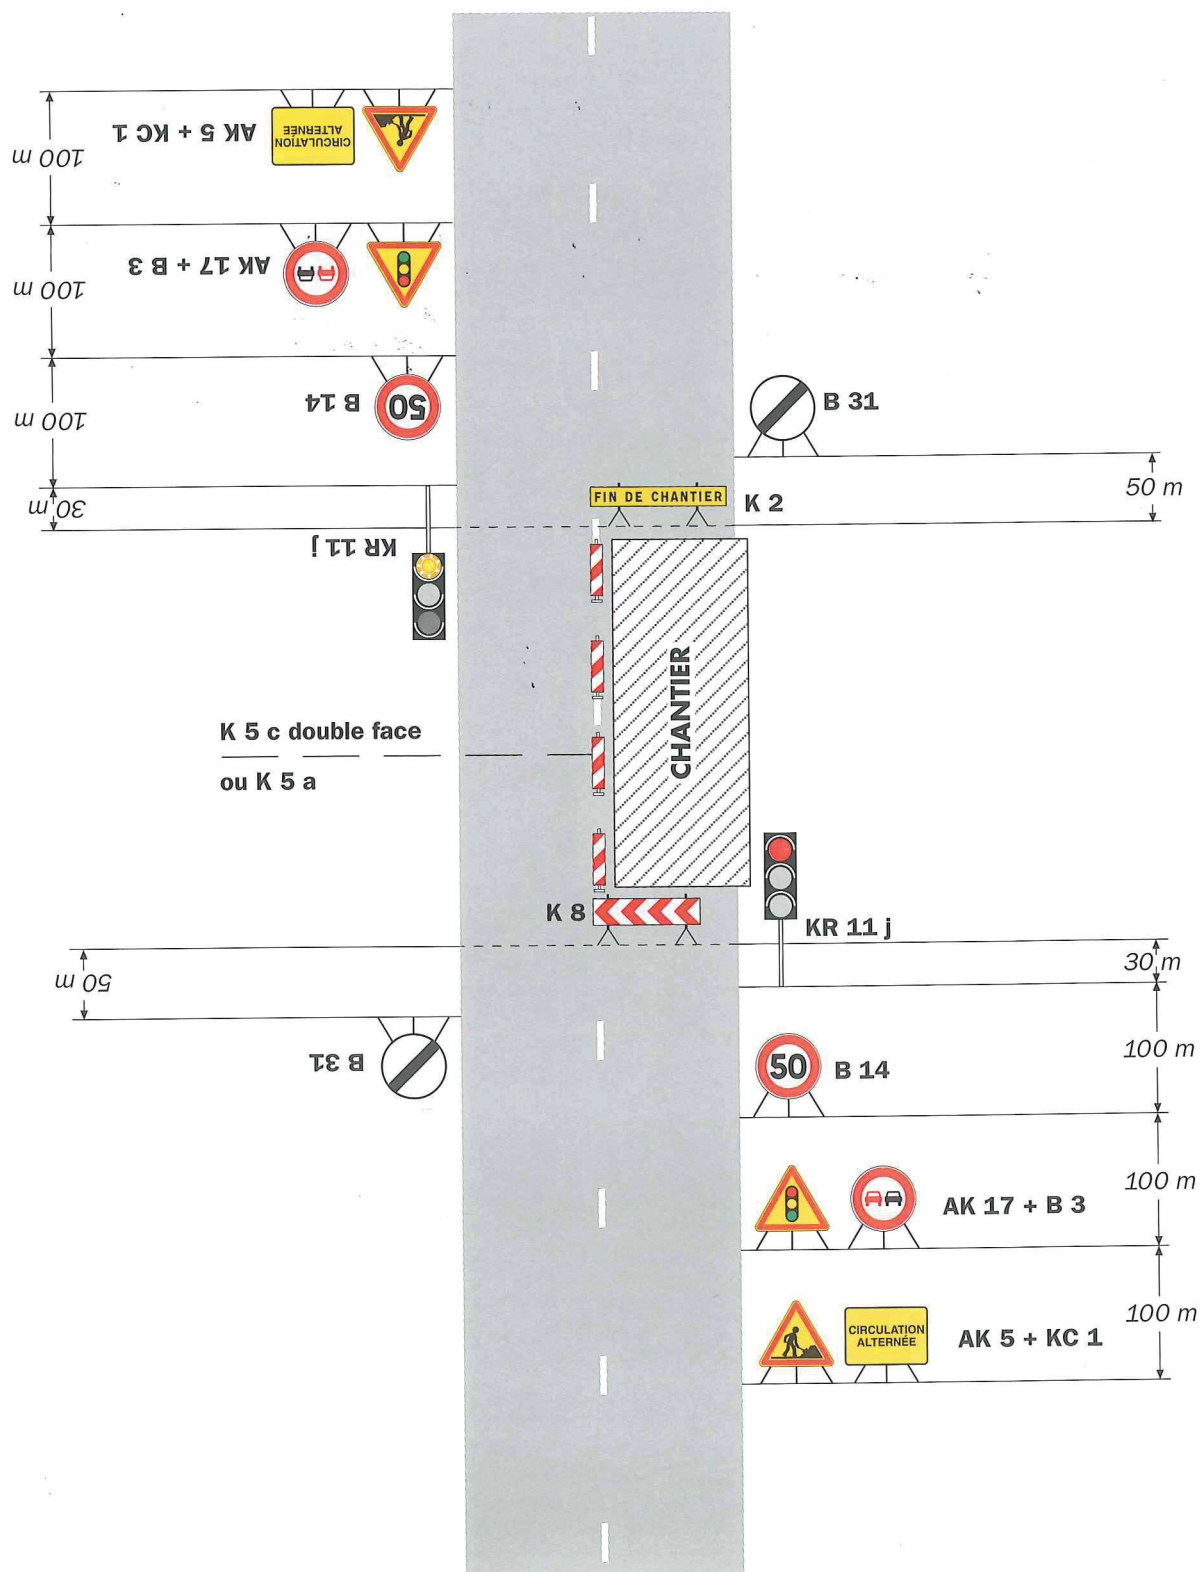 AK 5 + KC 1
CIRCULATION
ALTERNÉE
100 m
AK 17 + B 3
100 m
B 14
50
100 m
B 31
50 m
30 m
FIN DE CHANTIER
K 2
KR 11 j
CHANTIER
K 5 c double face
ou K 5 a
K 8
KR 11 j
30 m
50 m
B 31
50
B 14
100 m
AK 17 + B 3
100 m
CIRCULATION
ALTERNÉE
AK 5 + KC 1
100 m